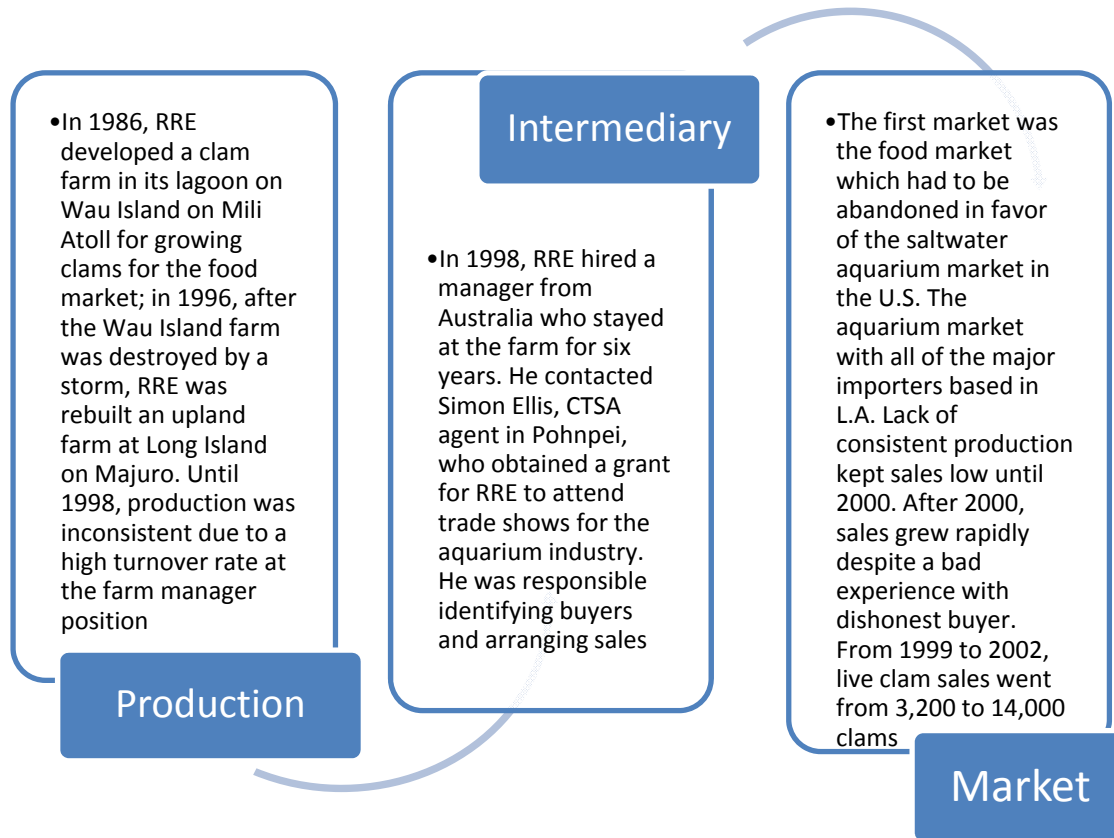 •In 1986, RRE
developed a clam
farm in its lagoon on
Wau Island on Mili
Atoll for growing
clams for the food
market; in 1996, after
the Wau Island farm
was destroyed by a
storm, RRE was
rebuilt an upland
farm at Long Island
on Majuro. Until
1998, production was
inconsistent due to a
high turnover rate at
the farm manager
position
Production
Intermediary
•In 1998, RRE hired a
manager from
Australia who stayed
at the farm for six
years. He contacted
Simon Ellis, CTSA
agent in Pohnpei,
who obtained a grant
for RRE to attend
trade shows for the
aquarium industry.
He was responsible
identifying buyers
and arranging sales
•The first market was
the food market
which had to be
abandoned in favor
of the saltwater
aquarium market in
the U.S. The
aquarium market
with all of the major
importers based in
L.A. Lack of
consistent production
kept sales low until
2000. After 2000,
sales grew rapidly
despite a bad
experience with
dishonest buyer.
From 1999 to 2002,
live clam sales went
from 3,200 to 14,000
clams
Market